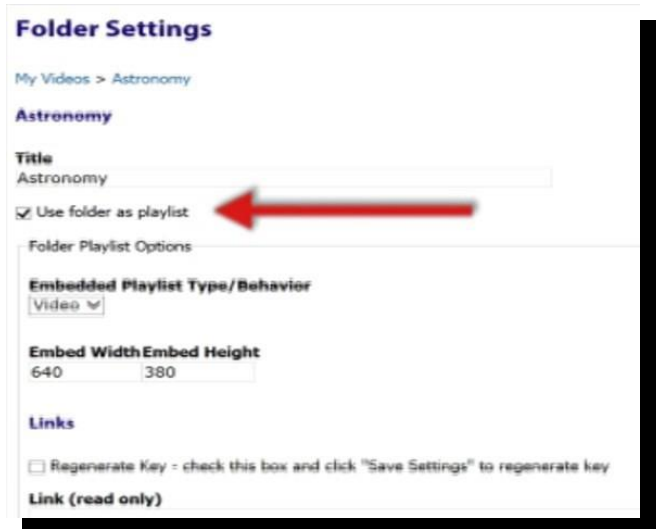 Folder Settings
My Videos > Astronomy
Astronomy
Title
Astronomy
Use folder as playlist
Folder Playlist Options
Embedded Playlist Type/Behavior
Video
Embed Width Embed Height
640 380
Links
Regenerate Key - check this box and click "Save Settings" to regenerate key
Link (read only)